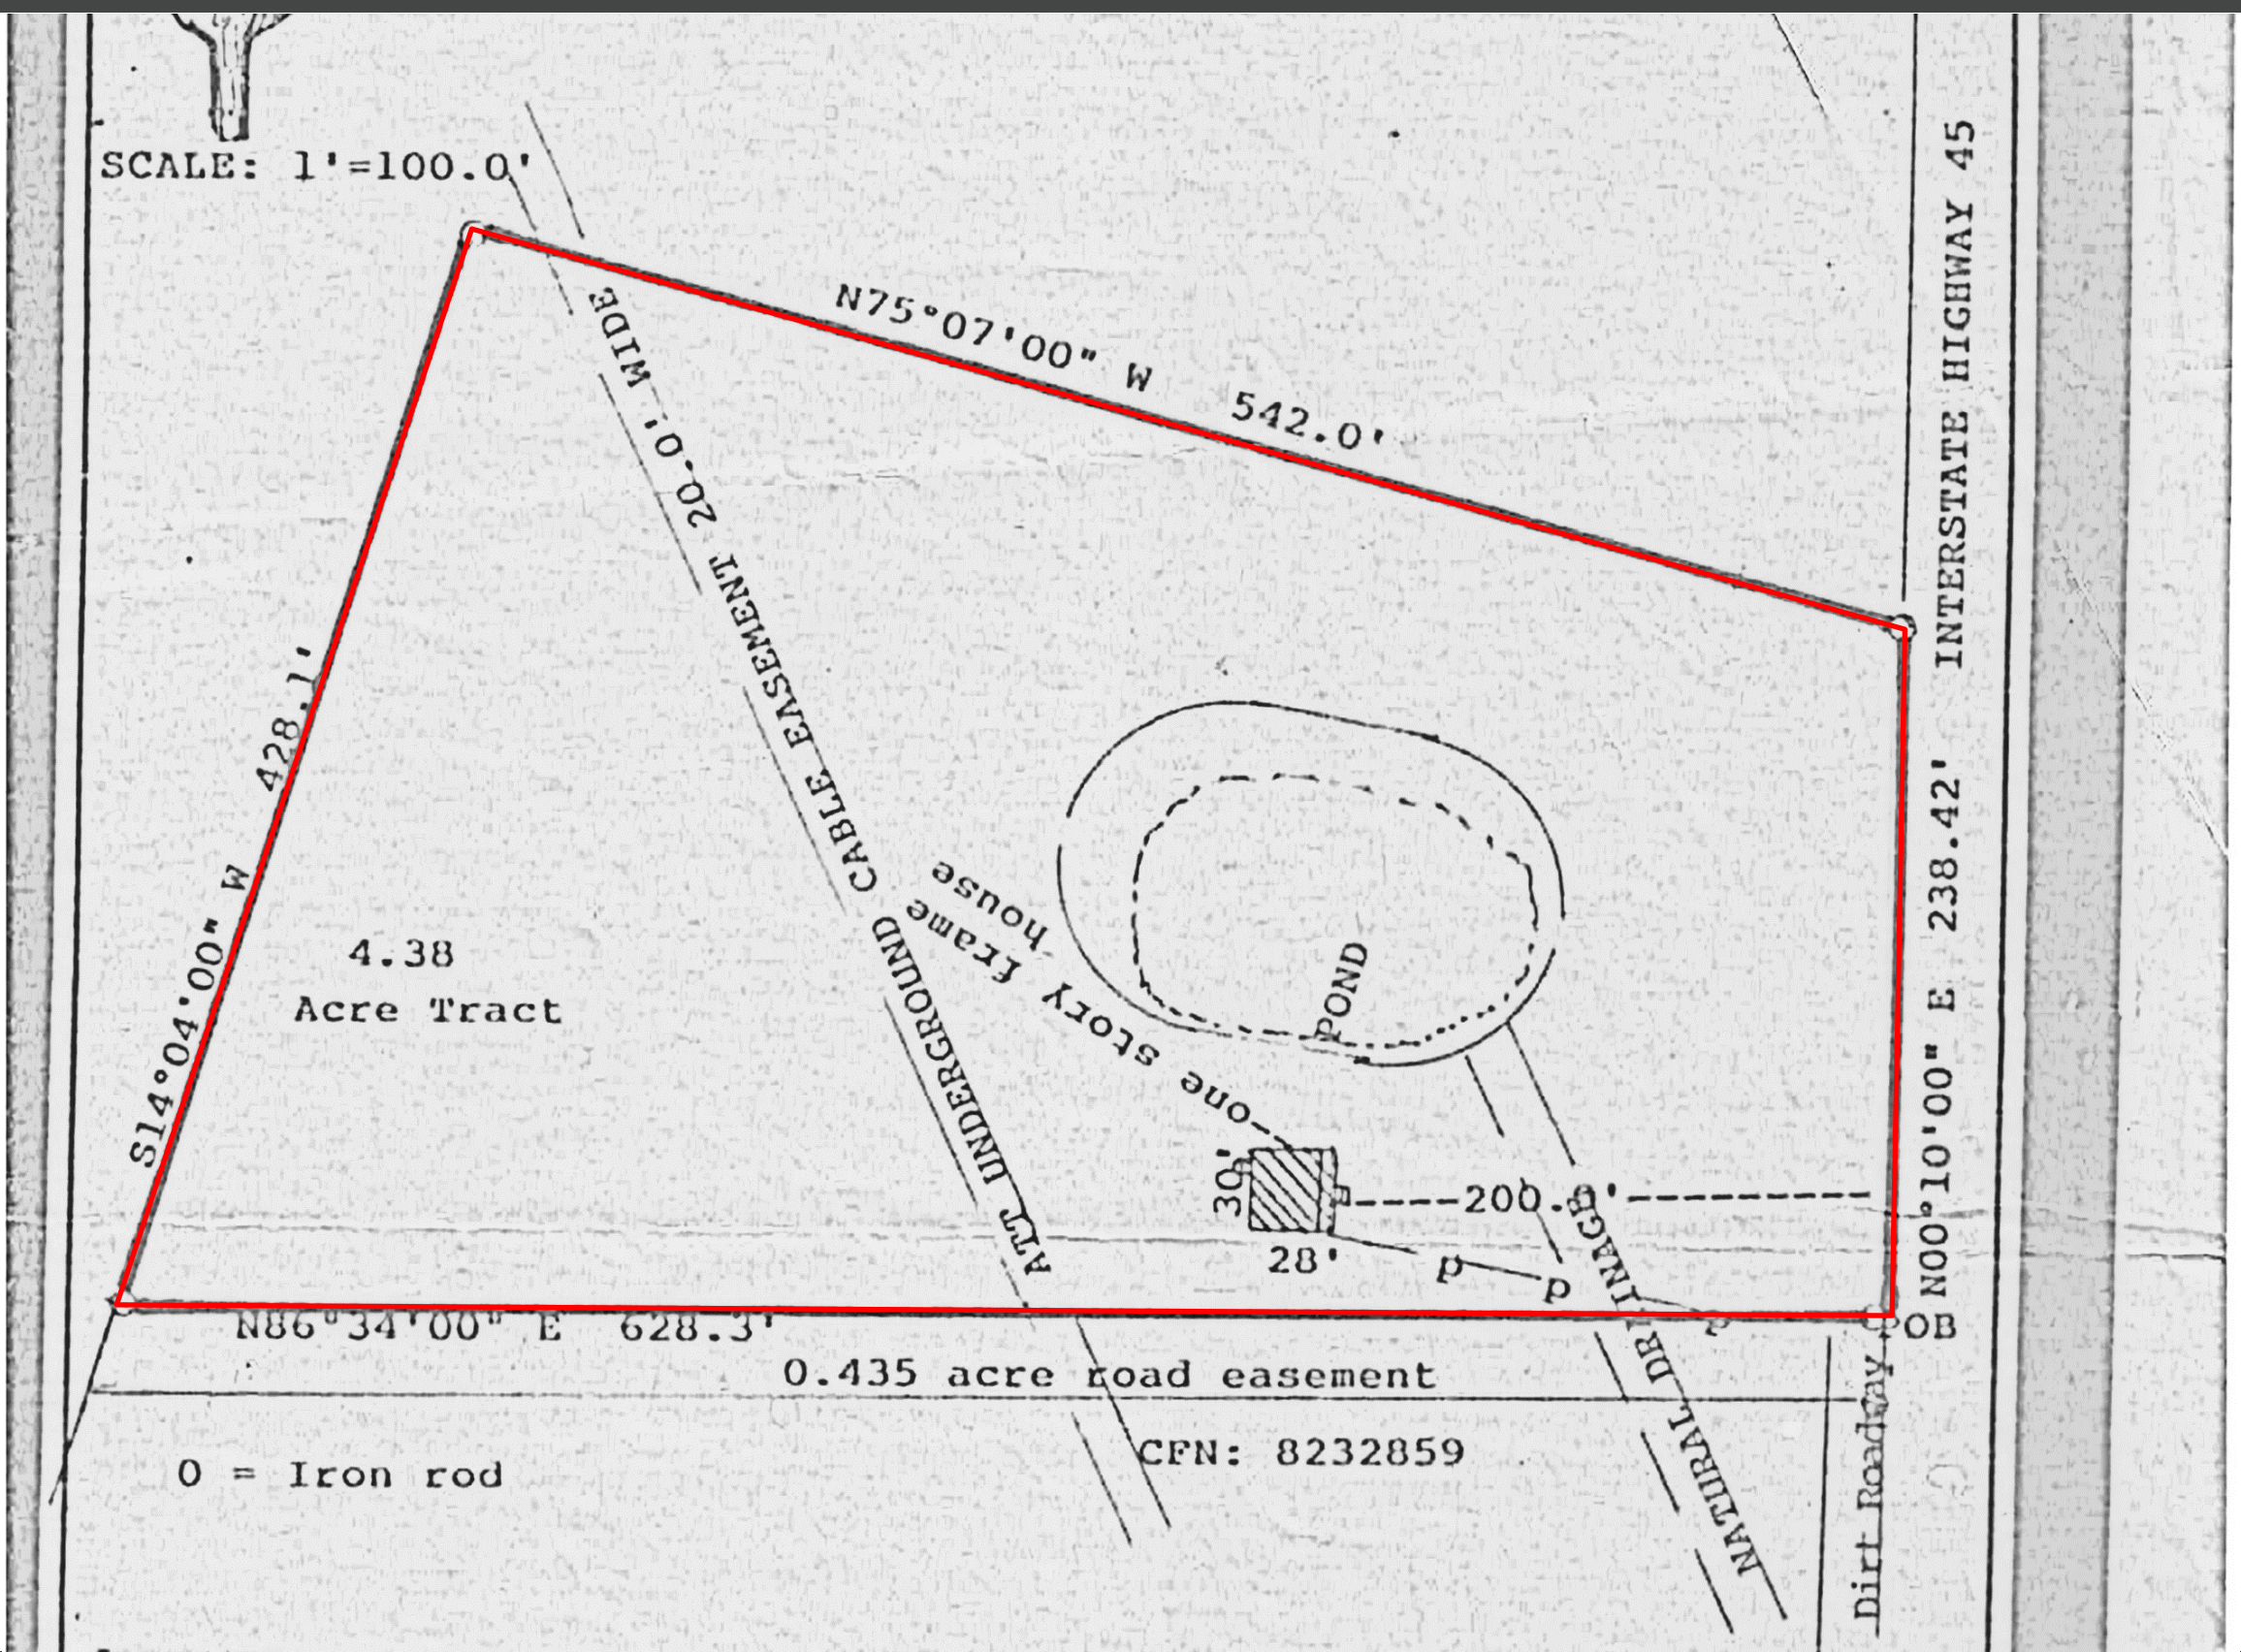 SCALE: 1'=100.0'
N75°07'00" W 542.0'
INTERSTATE HIGHWAY 45
ATT UNDERGROUND CABLE EASEMENT 20.0' WIDE
S14°04'00" W 428.1'
N00°10'00" E 238.42'
4.38
Acre Tract
one story frame
house
POND
30'
200.0'
28'
p
p
p
N86°34'00" E 628.3'
OB
0.435 acre road easement
NATURAL DRAINAGE
Dirt Roadway
CFN: 8232859
O = Iron rod